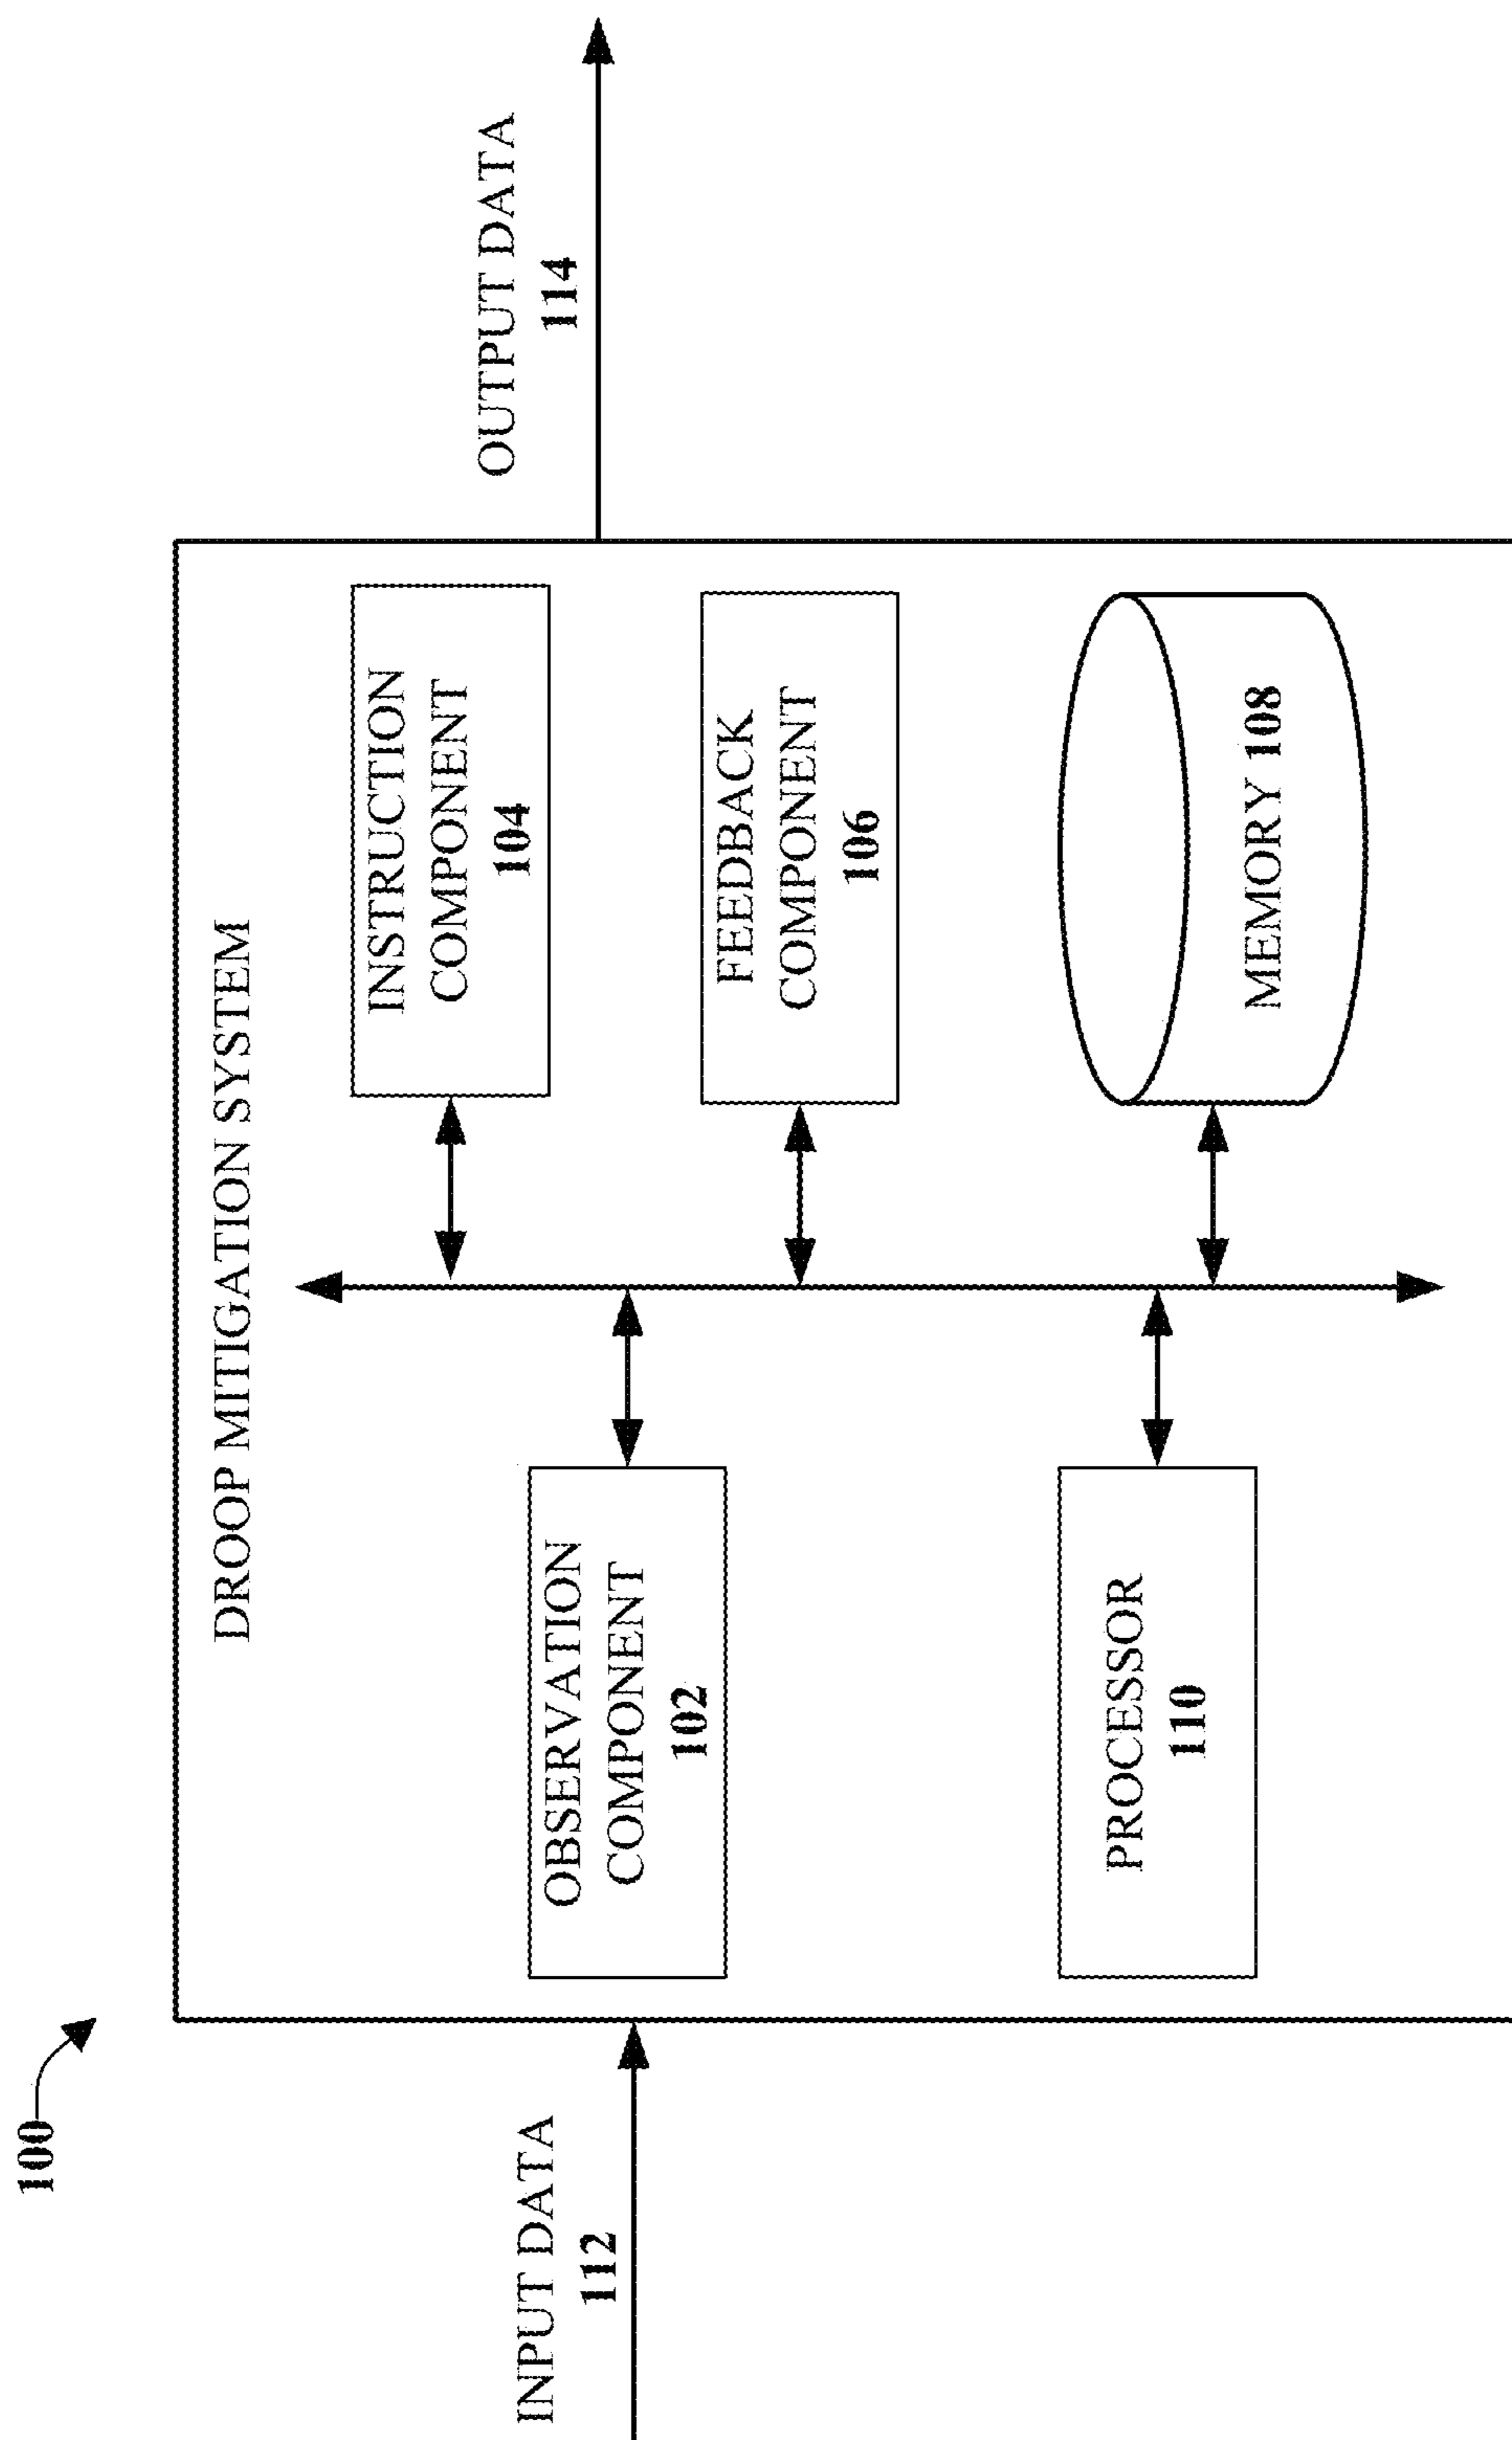 100
DROOP MITIGATION SYSTEM
INPUT DATA
112
OBSERVATION
COMPONENT
102
PROCESSOR
110
INSTRUCTION
COMPONENT
104
FEEDBACK
COMPONENT
106
MEMORY 108
OUTPUT DATA
114